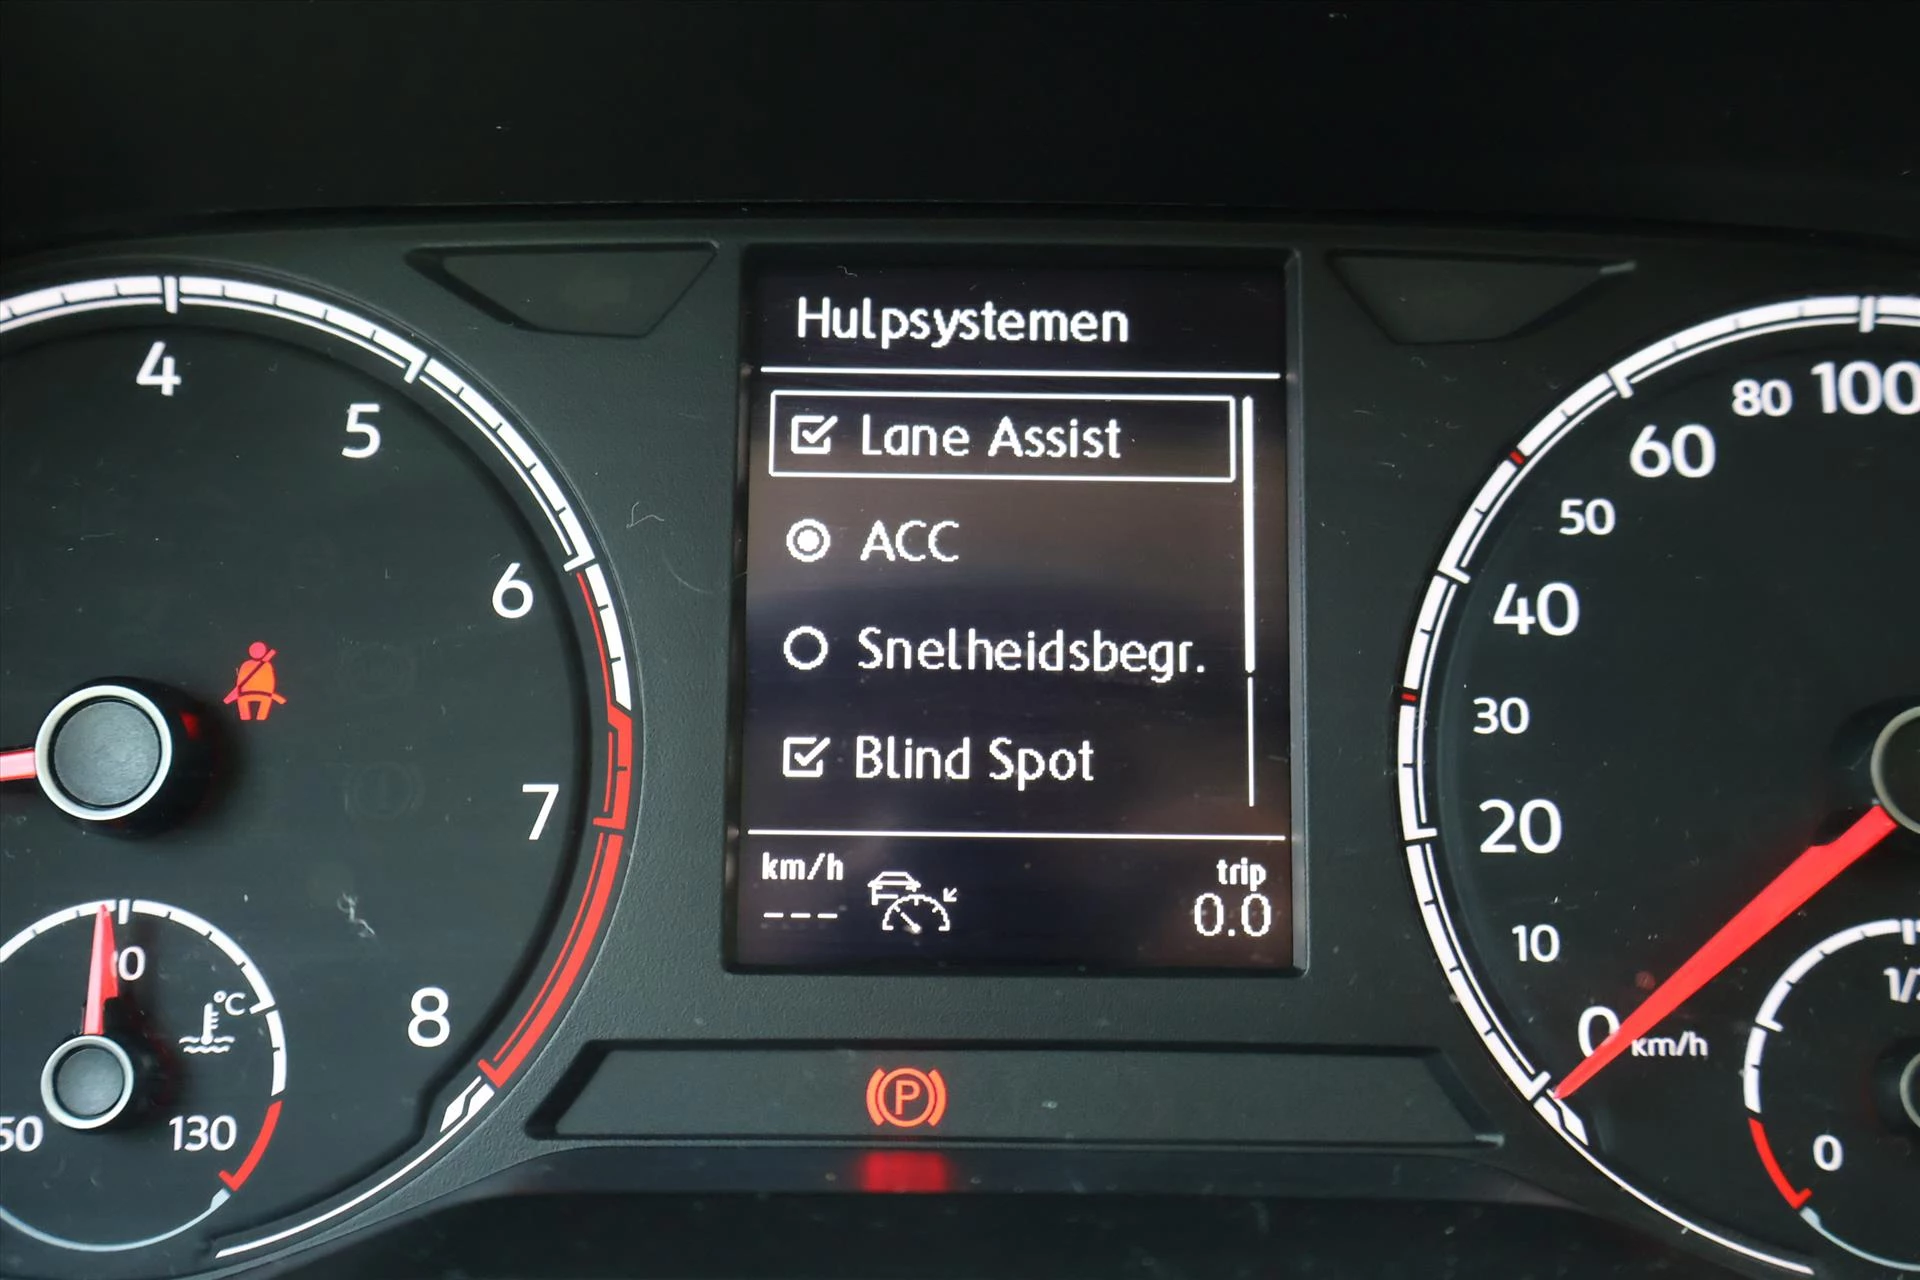 Hulpsystemen
Lane Assist
ACC
Snelheidsbegr.
Blind Spot
km/h
trip
---
0.0
4
5
6
7
8
°C
130
P
100
80
60
50
40
30
20
10
0
km/h
0